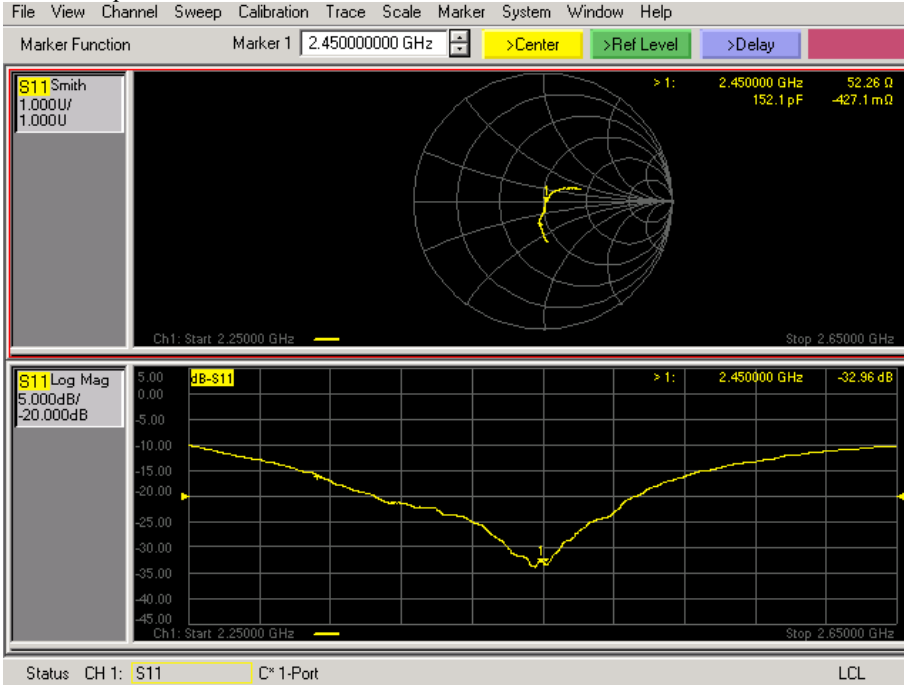 File View Channel Sweep Calibration Trace Scale Marker System Window Help
Marker Function Marker 1 2.450000000 GHz >Center >Ref Level >Delay
S11 Smith
1.000U/
1.000U
> 1: 2.450000 GHz 52.26 Ω
152.1 pF -427.1 mΩ
1
Ch1: Start 2.25000 GHz Stop 2.65000 GHz
S11 Log Mag
5.000dB/
-20.000dB
5.00 dB-S11 > 1: 2.450000 GHz -32.96 dB
0.00
-5.00
-10.00
-15.00
-20.00
-25.00
-30.00
1
-35.00
-40.00
-45.00
Ch1: Start 2.25000 GHz Stop 2.65000 GHz
Status CH 1: S11 C* 1-Port LCL